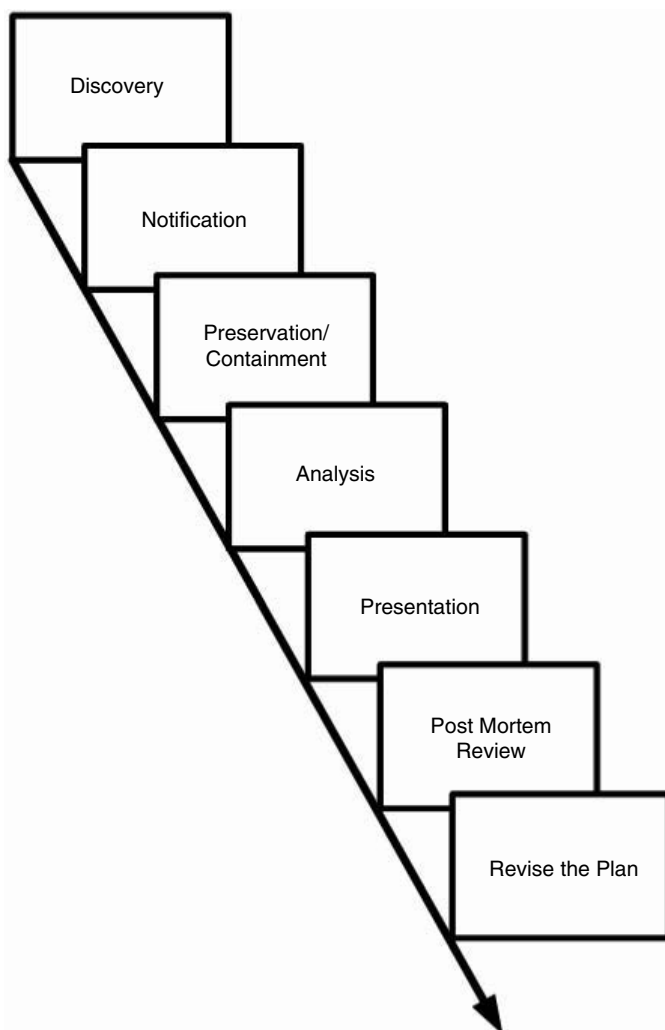 Discovery
Notification
Preservation/
Containment
Analysis
Presentation
Post Mortem
Review
Revise the Plan